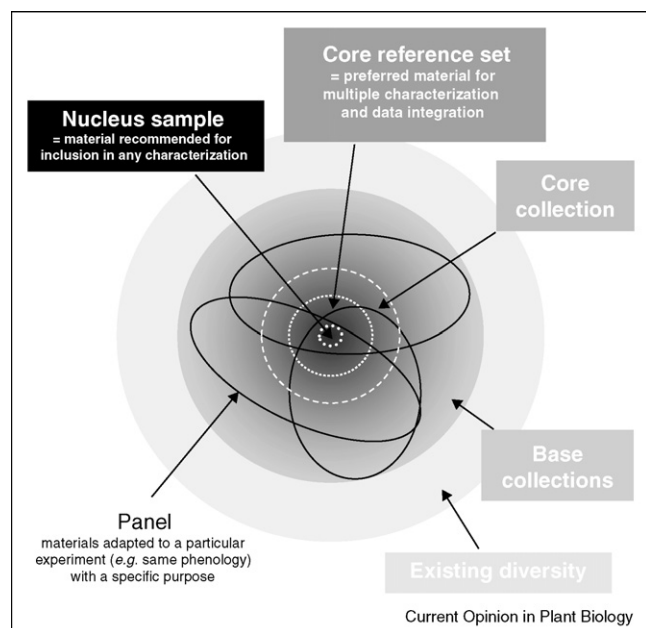 Core reference set
= preferred material for
multiple characterization
and data integration
Nucleus sample
= material recommended for
inclusion in any characterization
Core
collection
Base
collections
Panel
materials adapted to a particular
experiment (e.g. same phenology)
with a specific purpose
Existing diversity
Current Opinion in Plant Biology